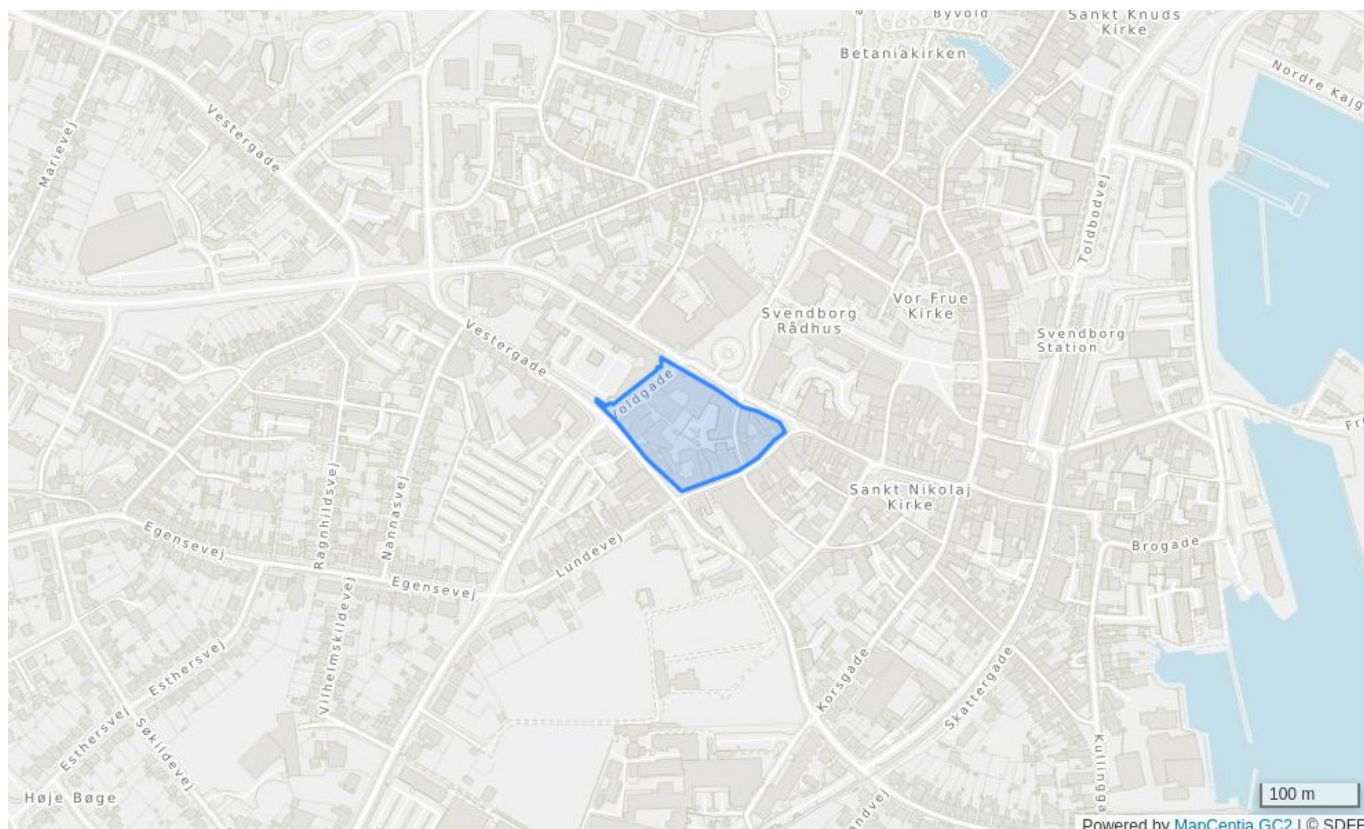 Byvold
Sankt Knuds
Kirke
Betaniakirken
Nordre Kajg
Vestergade
Marievej
Toldbodvej
Vor Frue
Kirke
Svendborg
Rådhus
Svendborg
Station
Vestergade
Voldgade
Sankt Nikolaj
Kirke
Ragnhildsvej
Nannasvej
Egensevej
Lundevej
Brogade
Egensevej
Vilhelmskildevej
Esthersvej
Korsgade
Skattergade
Esthersvej
Søkildevej
Kullingga
Høje Bøge
100 m
Powered by MapCentia GC2 | © SDFE